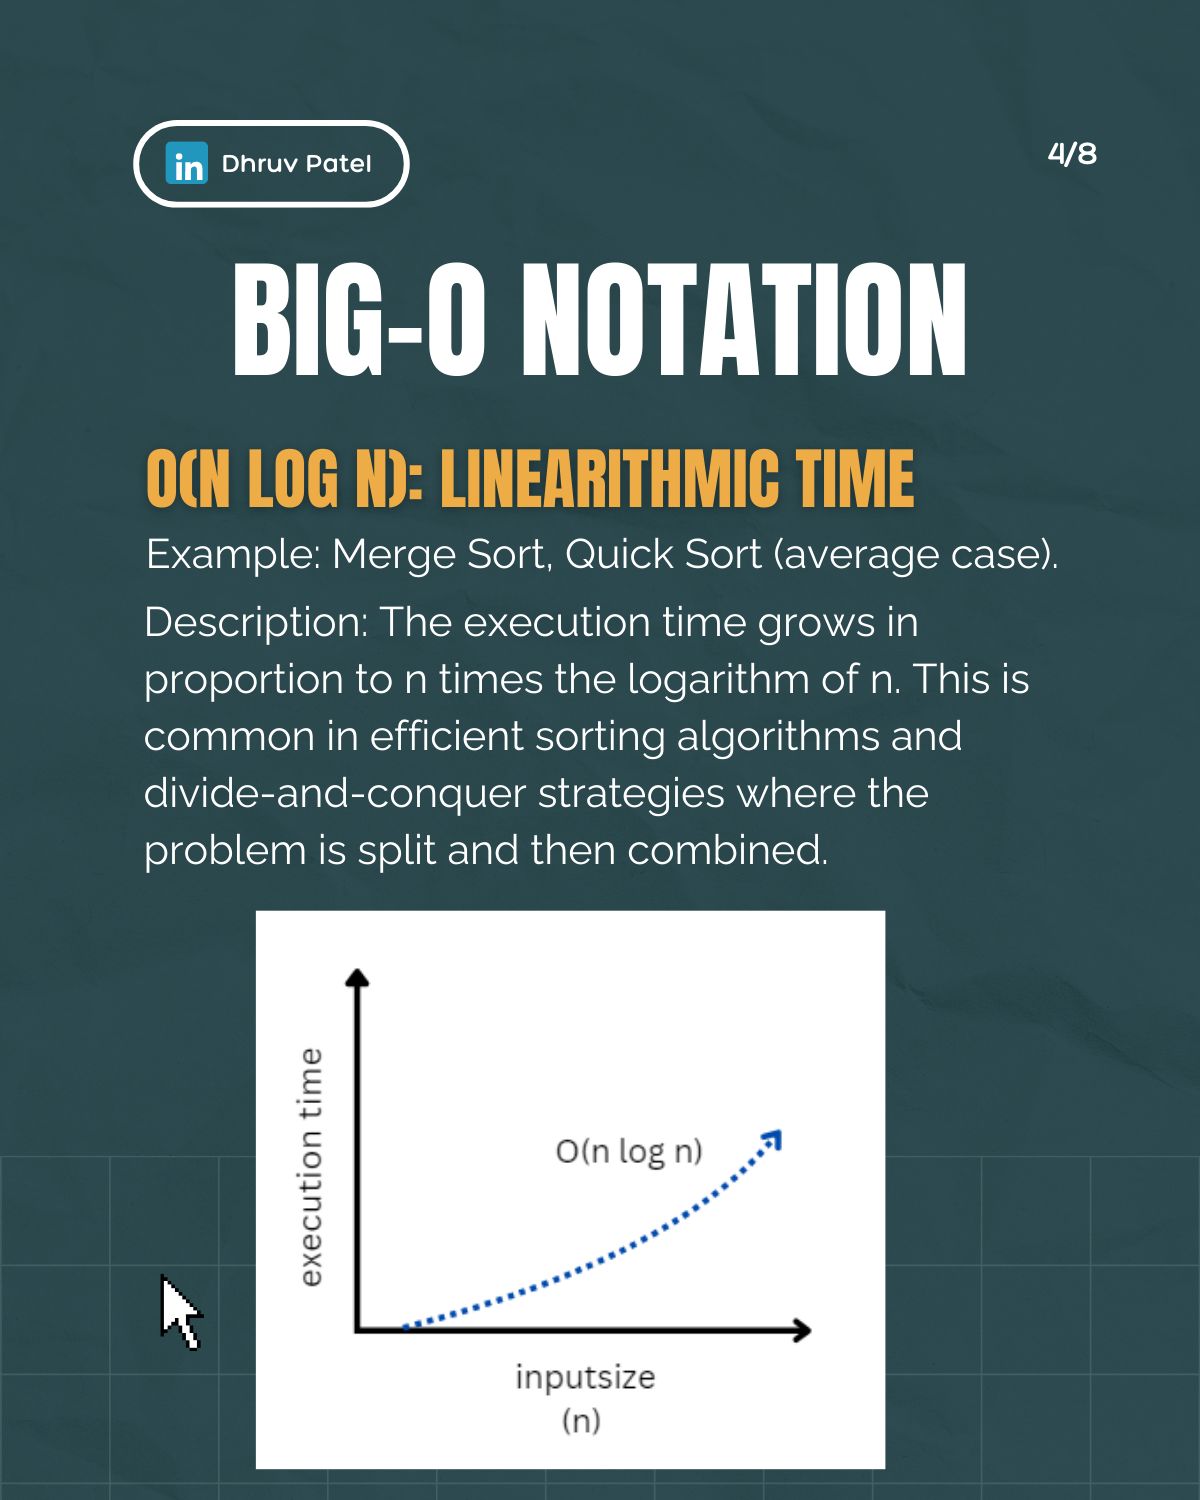 in Dhruv Patel
4/8
BIG-O NOTATION
O(N LOG N): LINEARITHMIC TIME
Example: Merge Sort, Quick Sort (average case).
Description: The execution time grows in
proportion to n times the logarithm of n. This is
common in efficient sorting algorithms and
divide-and-conquer strategies where the
problem is split and then combined.
execution time
O(n log n)
inputsize
(n)